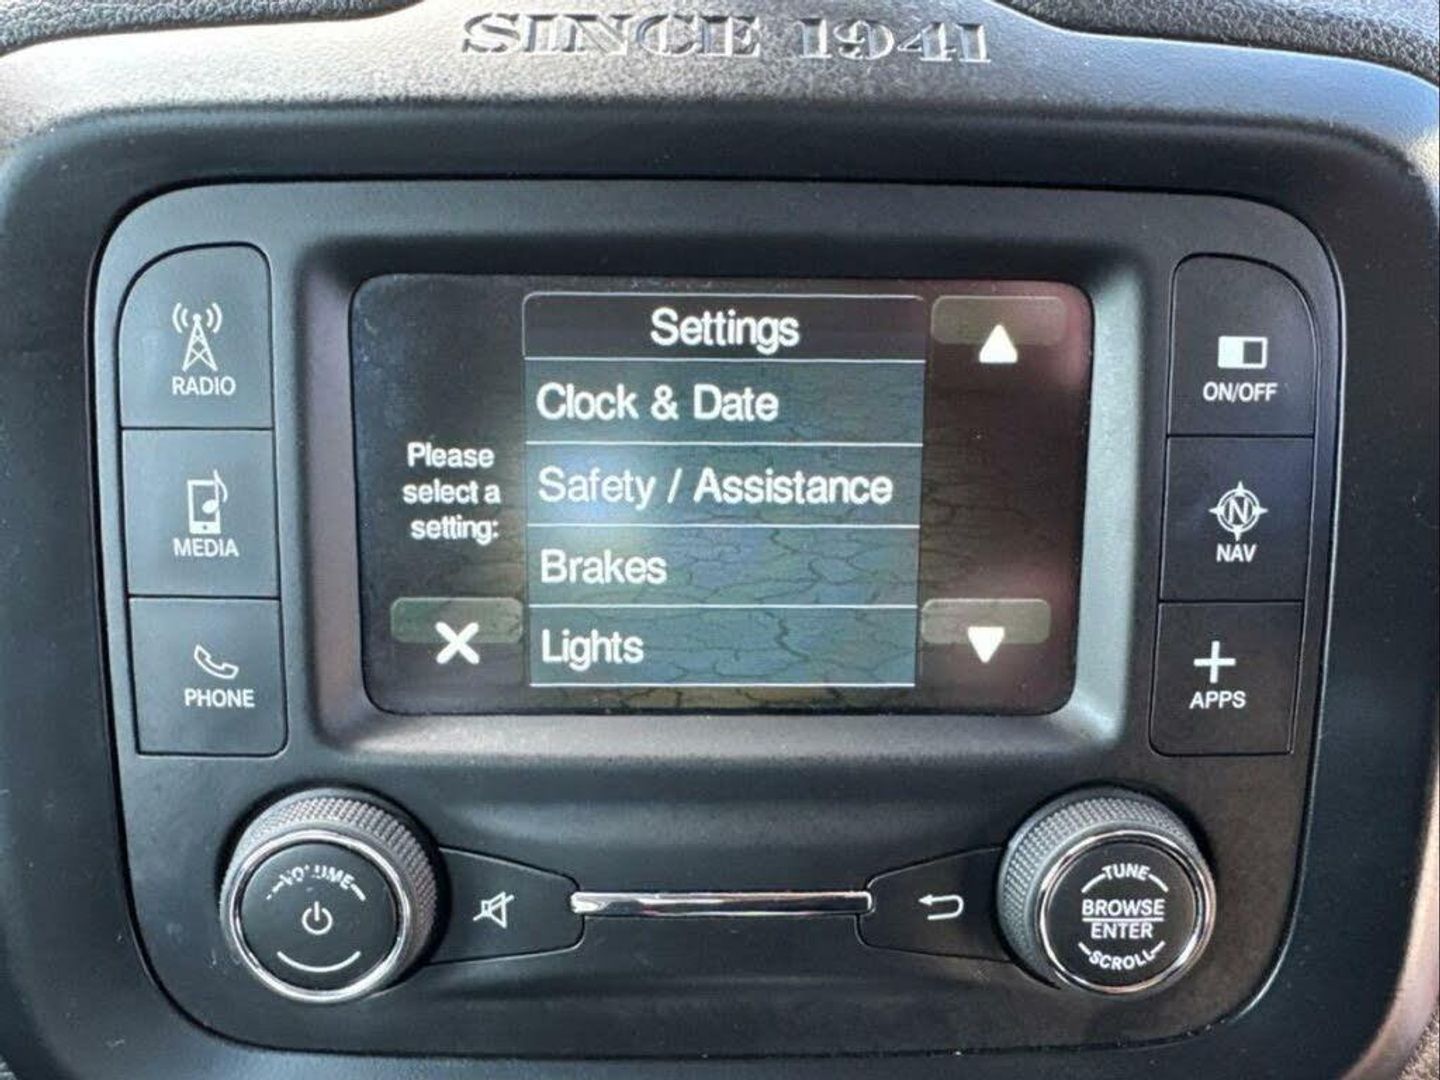 SINCE 1941
Settings
Clock & Date
Please
select a
setting:
Safety / Assistance
Brakes
Lights
RADIO
MEDIA
PHONE
ON/OFF
N
NAV
APPS
VOLUME
TUNE
BROWSE
ENTER
SCROLL